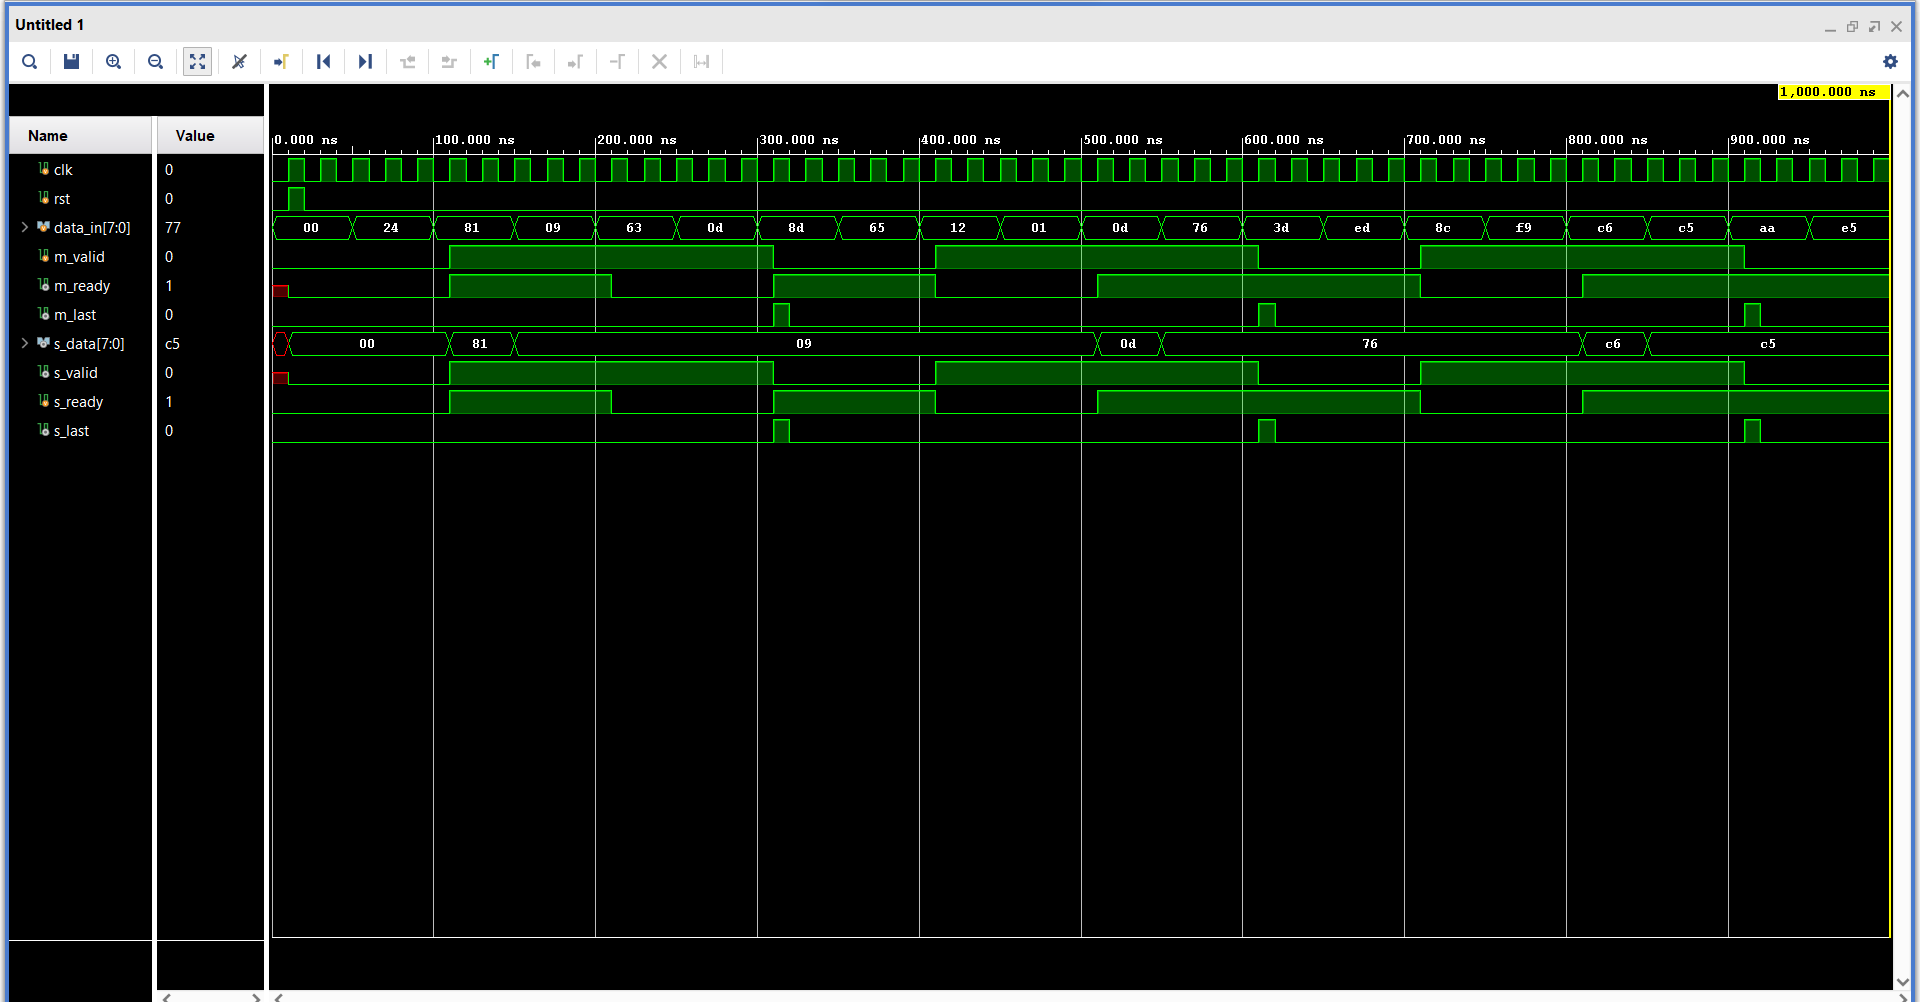 Untitled 1
1,000.000 ns
Name Value
0.000 ns 100.000 ns 200.000 ns 300.000 ns 400.000 ns 500.000 ns 600.000 ns 700.000 ns 800.000 ns 900.000 ns
clk 0
rst 0
data_in[7:0] 77 00 24 81 09 63 0d 8d 65 12 01 0d 76 3d ed 8c f9 c6 c5 aa e5
m_valid 0
m_ready 1
m_last 0
s_data[7:0] c5 00 81 09 0d 76 c6 c5
s_valid 0
s_ready 1
s_last 0